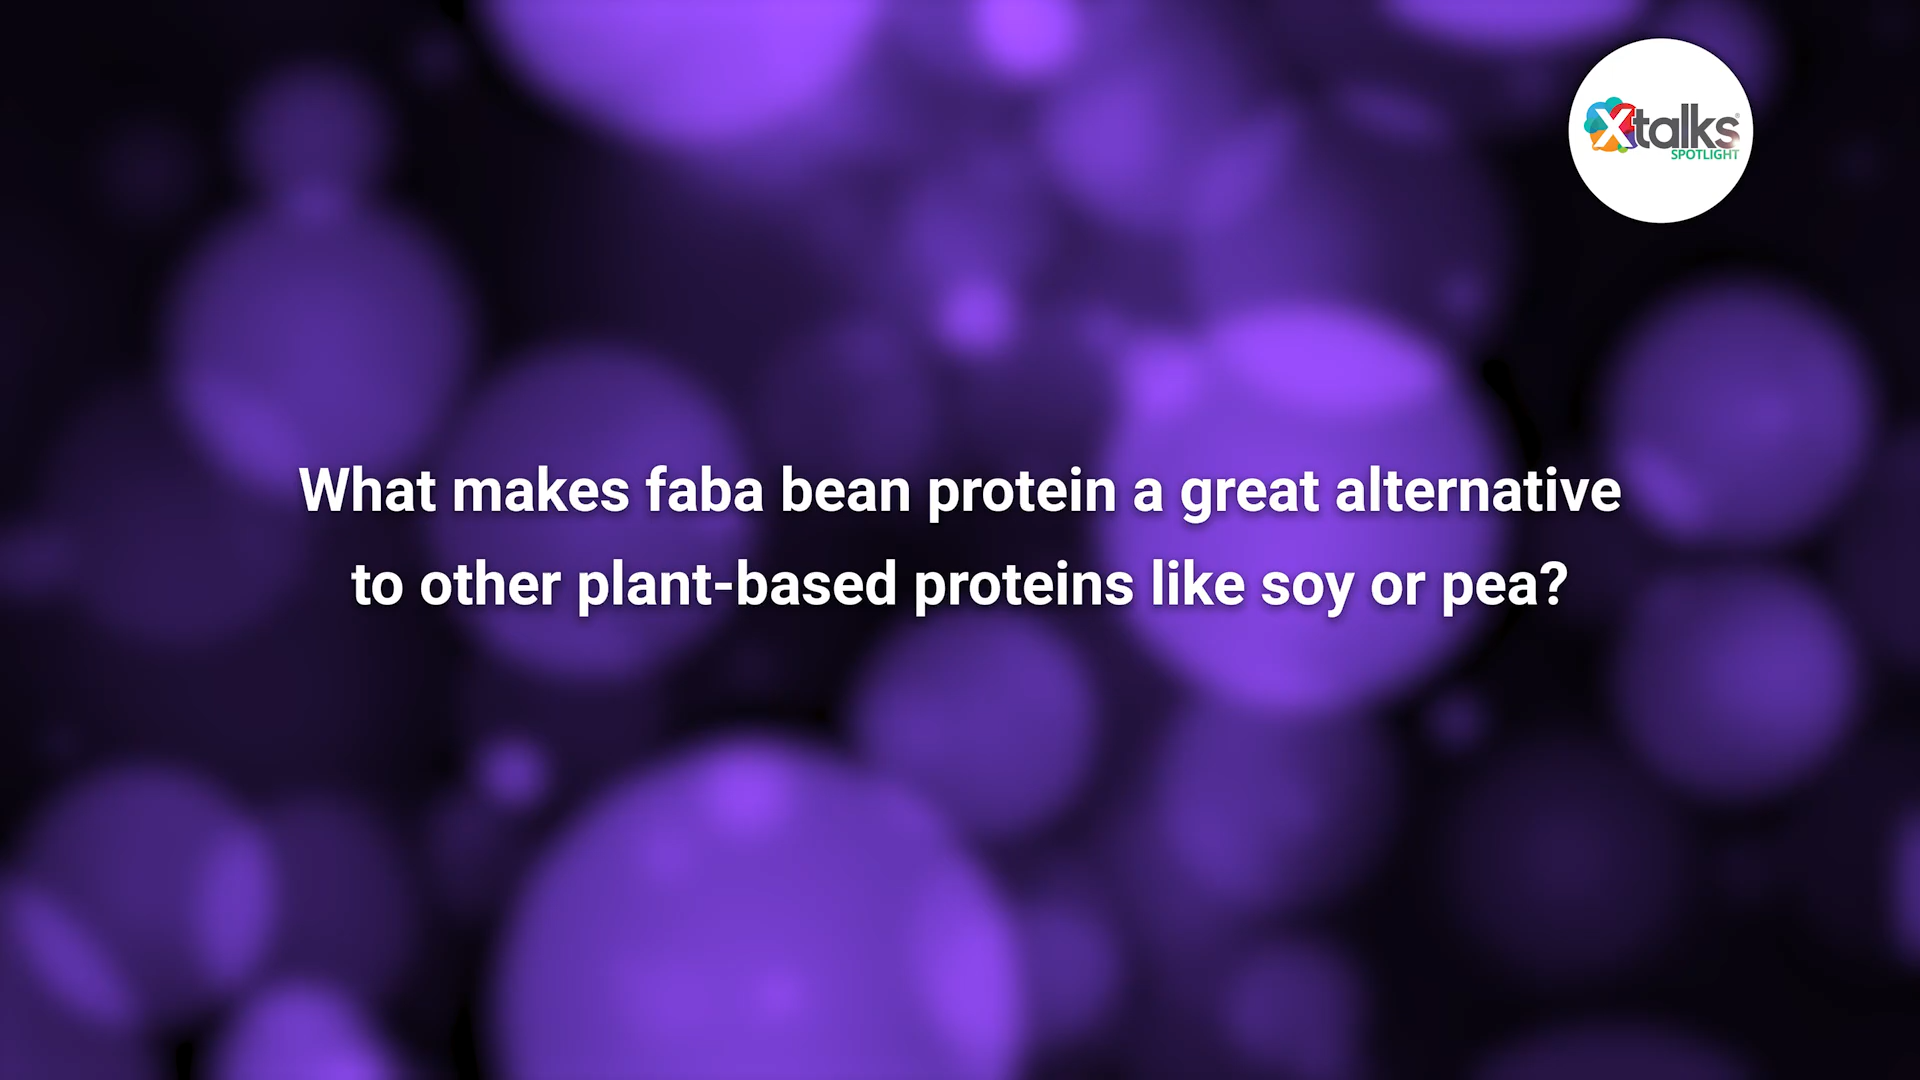 Xtalks
SPOTLIGHT
What makes faba bean protein a great alternative
to other plant-based proteins like soy or pea?